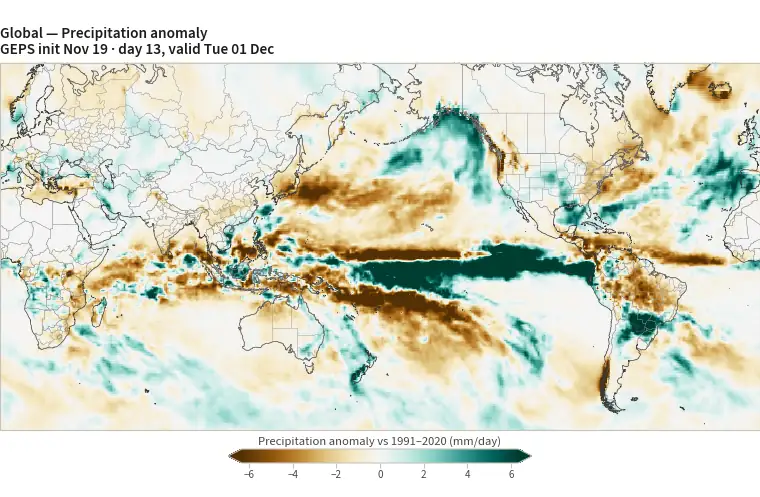 Global — Precipitation anomaly
GEPS init Nov 19 · day 13, valid Tue 01 Dec
Precipitation anomaly vs 1991–2020 (mm/day)
−6 −4 −2 0 2 4 6